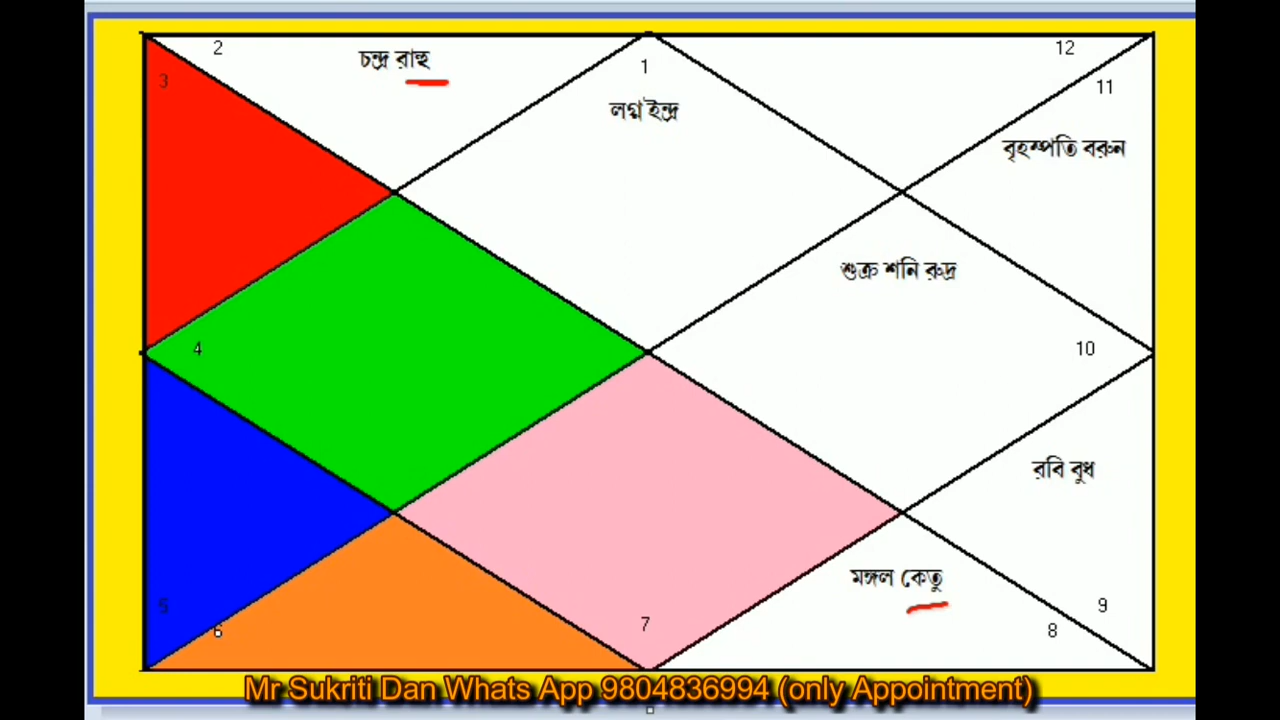 2
চন্দ্র রাহু
1
12
3
11
লগ্ন ইন্দ্র
বৃহস্পতি বরুন
শুক্র শনি রুদ্র
4
10
রবি বুধ
মঙ্গল কেতু
5
9
6
7
8
Mr Sukriti Dan Whats App 9804836994 (only Appointment)